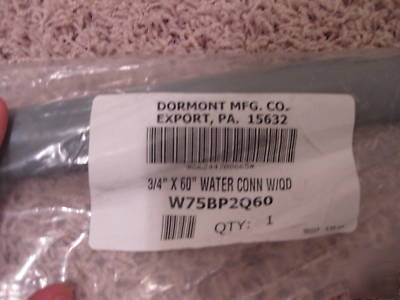 DORMONT MFG. CO.
EXPORT, PA. 15632
3/4" X 60" WATER CONN W/QD
W75BP2Q60
QTY: 1